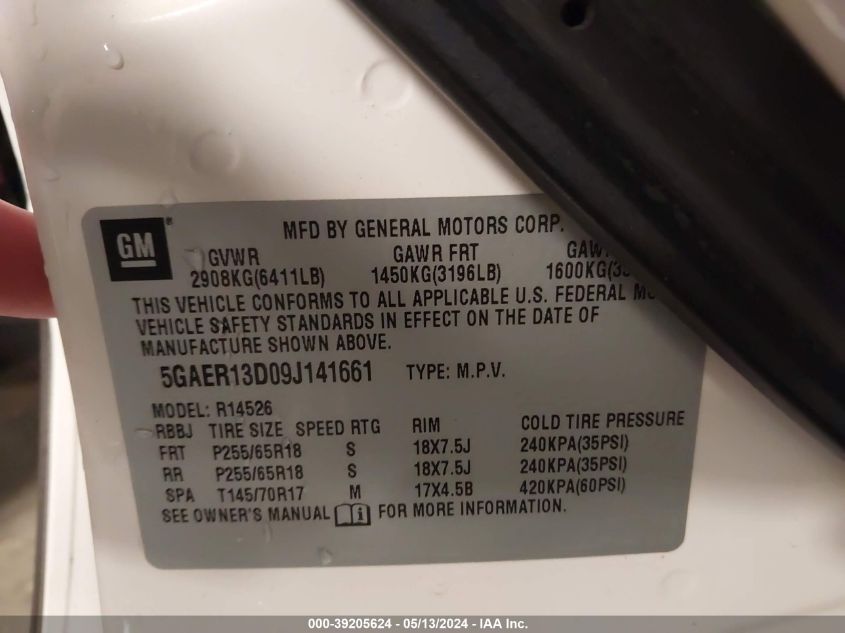 GM ®
MFD BY GENERAL MOTORS CORP.
GVWR GAWR FRT
2908KG(6411LB) 1450KG(3196LB) 1600KG
THIS VEHICLE CONFORMS TO ALL APPLICABLE U.S. FEDERAL
VEHICLE SAFETY STANDARDS IN EFFECT ON THE DATE OF
MANUFACTURE SHOWN ABOVE.
5GAER13D09J141661 TYPE: M.P.V.
MODEL: R14526
RBBJ TIRE SIZE SPEED RTG RIM COLD TIRE PRESSURE
FRT P255/65R18 S 18X7.5J 240KPA(35PSI)
RR P255/65R18 S 18X7.5J 240KPA(35PSI)
SPA T145/70R17 M 17X4.5B 420KPA(60PSI)
SEE OWNER'S MANUAL i FOR MORE INFORMATION.
000-39205624 - 05/13/2024 - IAA Inc.